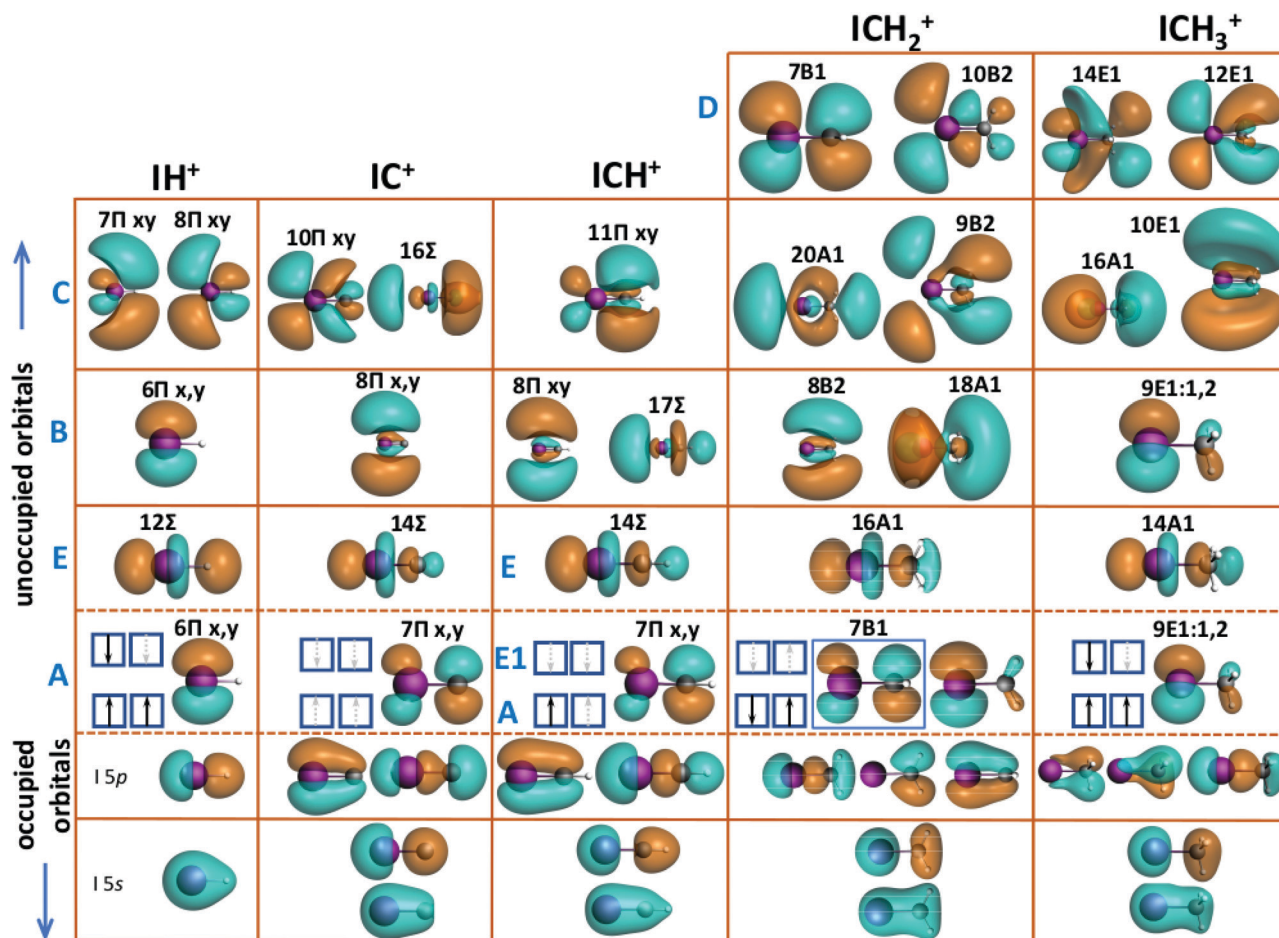 ICH₂⁺ ICH₃⁺
D 7B1 10B2 14E1 12E1
IH⁺ IC⁺ ICH⁺
C 7Π xy 8Π xy 10Π xy 16Σ 11Π xy 20A1 9B2 16A1 10E1
unoccupied orbitals
B 6Π x,y 8Π x,y 8Π xy 17Σ 8B2 18A1 9E1:1,2
E 12Σ 14Σ E 14Σ 16A1 14A1
A 6Π x,y 7Π x,y E1 A 7Π x,y 7B1 9E1:1,2
occupied orbitals
I 5p
I 5s